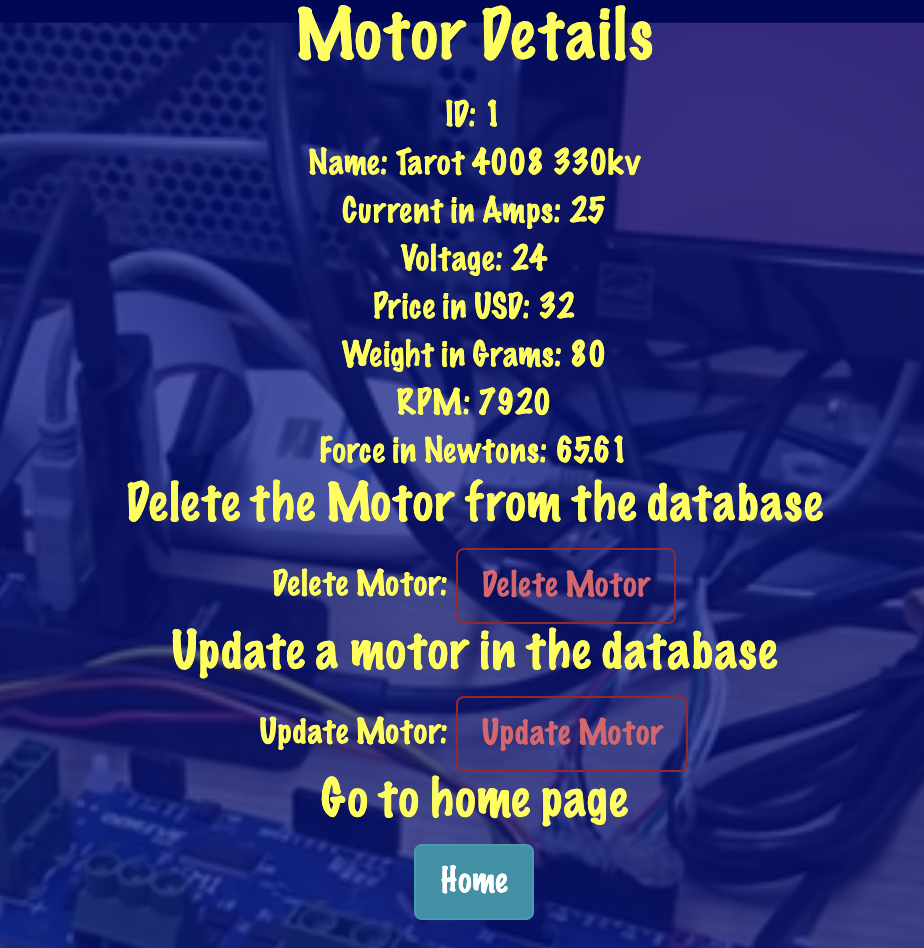 Motor Details
ID: 1
Name: Tarot 4008 330kv
Current in Amps: 25
Voltage: 24
Price in USD: 32
Weight in Grams: 80
RPM: 7920
Force in Newtons: 65.61
Delete the Motor from the database
Delete Motor: Delete Motor
Update a motor in the database
Update Motor: Update Motor
Go to home page
Home